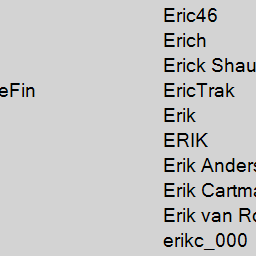 Eric46
Erich
Erick Shau
eFin EricTrak
Erik
ERIK
Erik Anders
Erik Cartma
Erik van Ro
erikc_000